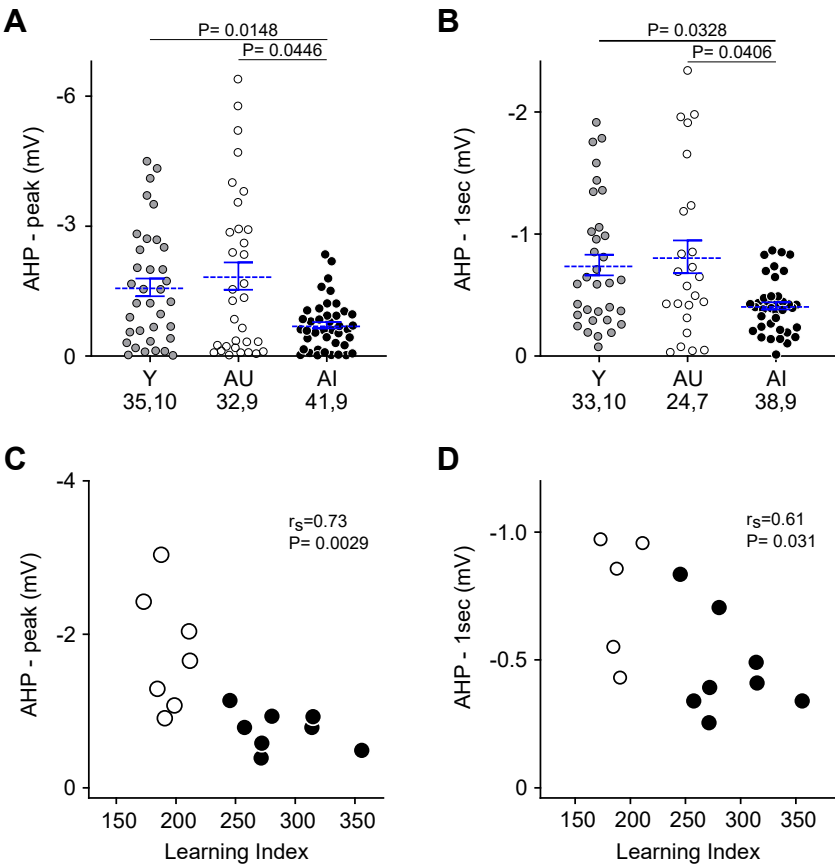 A
P= 0.0148
P= 0.0446
AHP - peak (mV)
-6
-3
0
Y
AU
AI
35,10
32,9
41,9
B
P= 0.0328
P= 0.0406
AHP - 1sec (mV)
-2
-1
0
Y
AU
AI
33,10
24,7
38,9
C
rs=0.73
P= 0.0029
AHP - peak (mV)
-4
-2
0
150
200
250
300
350
Learning Index
D
rs=0.61
P= 0.031
AHP - 1sec (mV)
-1.0
-0.5
0
150
200
250
300
350
Learning Index